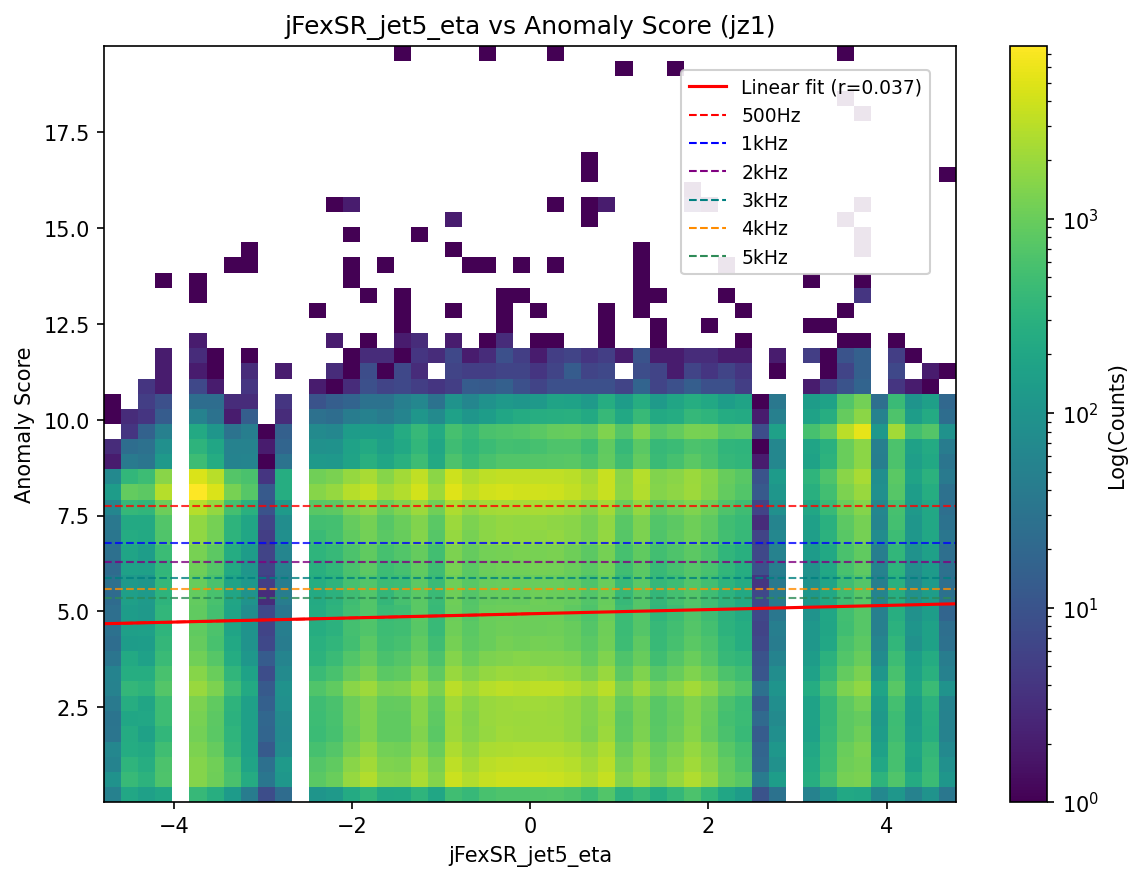 jFexSR_jet5_eta vs Anomaly Score (jz1)
Linear fit (r=0.037)
500Hz
1kHz
2kHz
3kHz
4kHz
5kHz
17.5
15.0
12.5
10.0
7.5
5.0
2.5
Anomaly Score
−4
−2
0
2
4
jFexSR_jet5_eta
10³
10²
10¹
10⁰
Log(Counts)